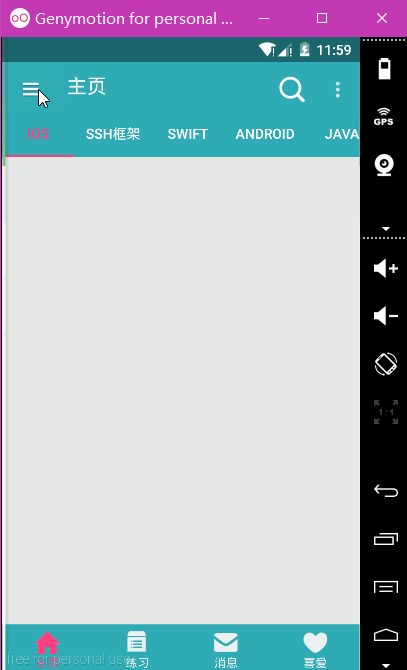 Genymotion for personal ...
11:59
主页
GPS
IOS
SSH框架
SWIFT
ANDROID
JAVA
1:1
free for personal use
练习
消息
喜爱